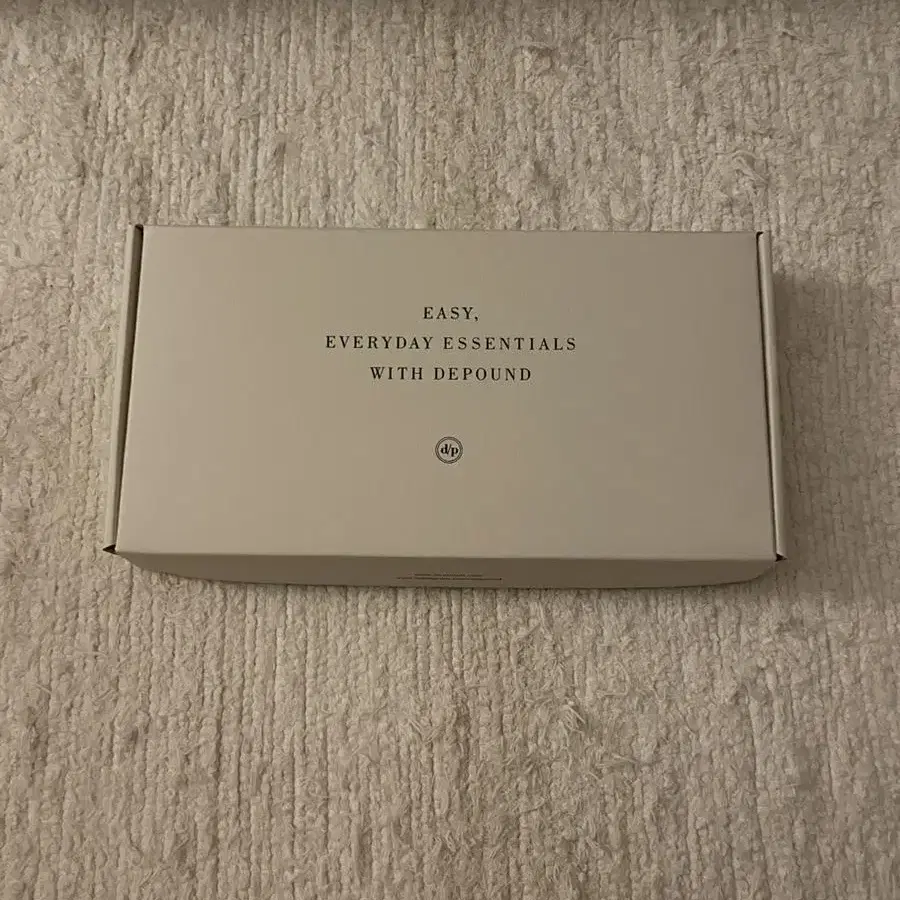 EASY,
EVERYDAY ESSENTIALS
WITH DEPOUND
d/p